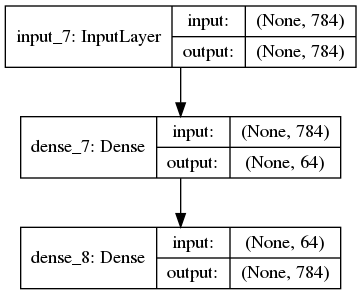 input_7: InputLayer
input: (None, 784)
output: (None, 784)
dense_7: Dense
input: (None, 784)
output: (None, 64)
dense_8: Dense
input: (None, 64)
output: (None, 784)